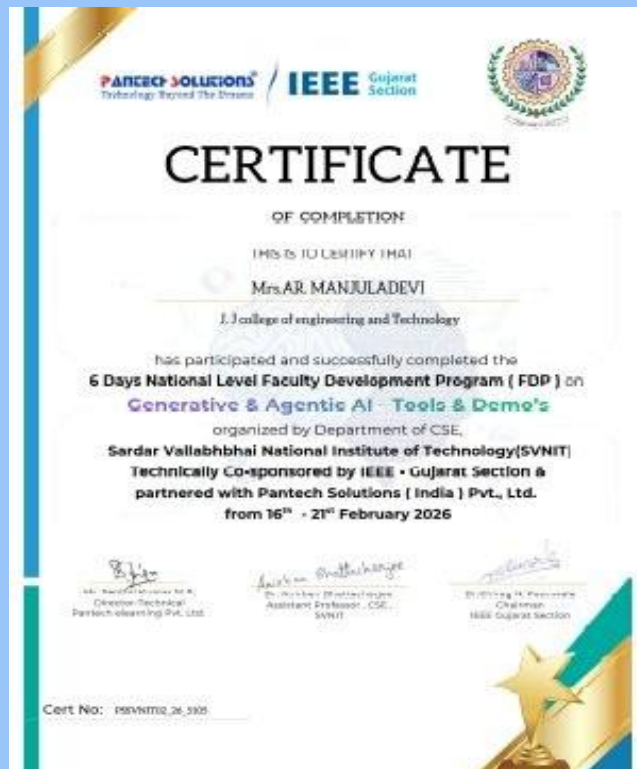 PANTECH SOLUTIONS
Technology Beyond The Dreams
IEEE Gujarat Section
CERTIFICATE
OF COMPLETION
THIS IS TO CERTIFY THAT
Mrs.AR. MANJULADEVI
J. J college of engineering and Technology
has participated and successfully completed the
6 Days National Level Faculty Development Program ( FDP ) on
Generative & Agentic AI - Tools & Demo's
organized by Department of CSE,
Sardar Vallabhbhai National Institute of Technology(SVNIT)
Technically Co-sponsored by IEEE - Gujarat Section &
partnered with Pantech Solutions ( India ) Pvt., Ltd.
from 16th - 21st February 2026
Director-Technical
Pantech elearning Pvt. Ltd.
Bhattacharjee
Assistant Professor, CSE,
SVNIT
Chairman
IEEE Gujarat Section
Cert No: